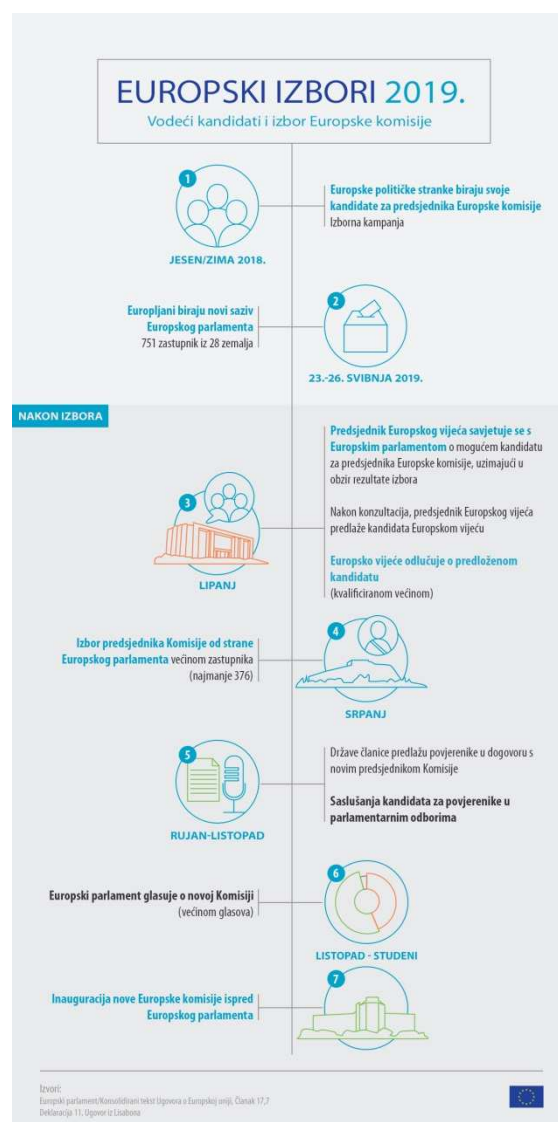 EUROPSKI IZBORI 2019.
Vodeći kandidati i izbor Europske komisije
1
Europske političke stranke biraju svoje
kandidate za predsjednika Europske komisije
Izborna kampanja
JESEN/ZIMA 2018.
2
Europljani biraju novi saziv
Europskog parlamenta
751 zastupnik iz 28 zemalja
23.-26. SVIBNJA 2019.
NAKON IZBORA
3
Predsjednik Europskog vijeća savjetuje se s
Europskim parlamentom o mogućem kandidatu
za predsjednika Europske komisije, uzimajući u
obzir rezultate izbora
Nakon konzultacija, predsjednik Europskog vijeća
predlaže kandidata Europskom vijeću
Europsko vijeće odlučuje o predloženom
kandidatu
(kvalificiranom većinom)
LIPANJ
4
Izbor predsjednika Komisije od strane
Europskog parlamenta većinom zastupnika
(najmanje 376)
SRPANJ
5
Države članice predlažu povjerenike u dogovoru s
novim predsjednikom Komisije
Saslušanja kandidata za povjerenike u
parlamentarnim odborima
RUJAN-LISTOPAD
6
Europski parlament glasuje o novoj Komisiji
(većinom glasova)
LISTOPAD - STUDENI
7
Inauguracija nove Europske komisije ispred
Europskog parlamenta
Izvori:
Europski parlament/Konsolidirani tekst Ugovora o Europskoj uniji, Članak 17,7
Deklaracija 11. Ugovor iz Lisabona